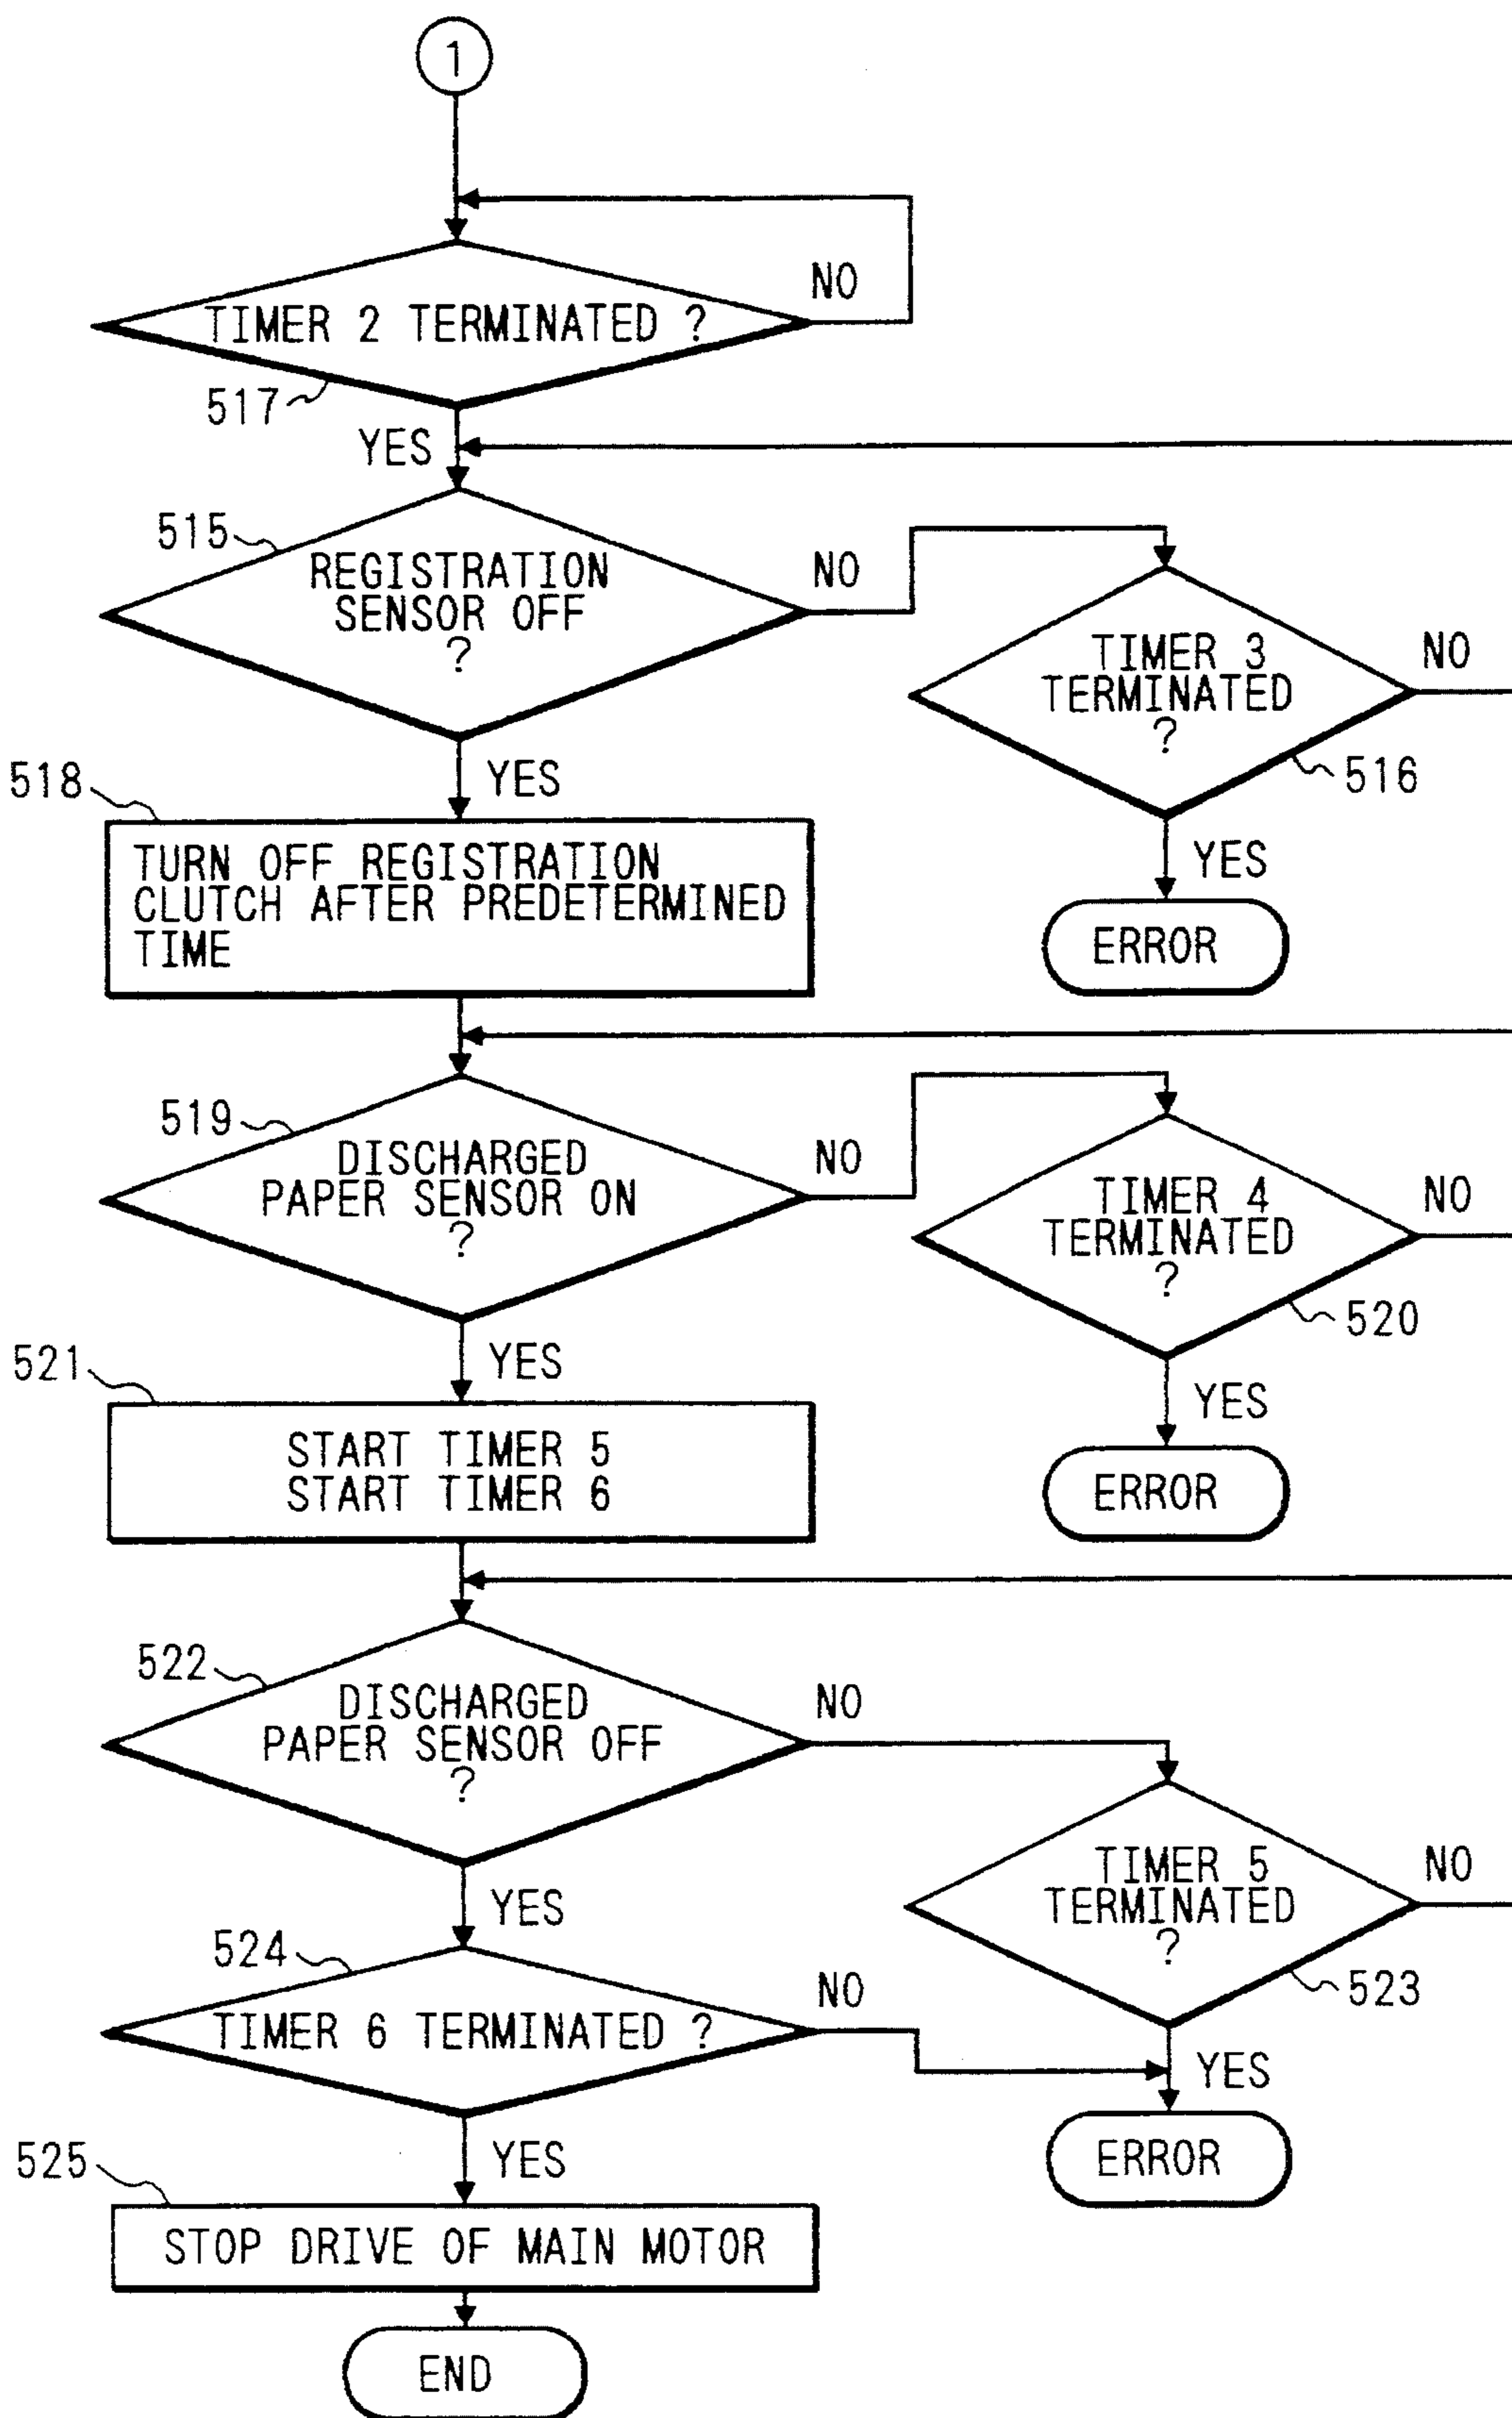 1
TIMER 2 TERMINATED ?
NO
517
YES
515
REGISTRATION
SENSOR OFF
?
NO
TIMER 3
TERMINATED
?
NO
516
YES
518
YES
TURN OFF REGISTRATION
CLUTCH AFTER PREDETERMINED
TIME
ERROR
519
DISCHARGED
PAPER SENSOR ON
?
NO
TIMER 4
TERMINATED
?
NO
520
YES
521
YES
START TIMER 5
START TIMER 6
ERROR
522
DISCHARGED
PAPER SENSOR OFF
?
NO
TIMER 5
TERMINATED
?
NO
523
YES
524
YES
TIMER 6 TERMINATED ?
NO
ERROR
525
YES
STOP DRIVE OF MAIN MOTOR
END